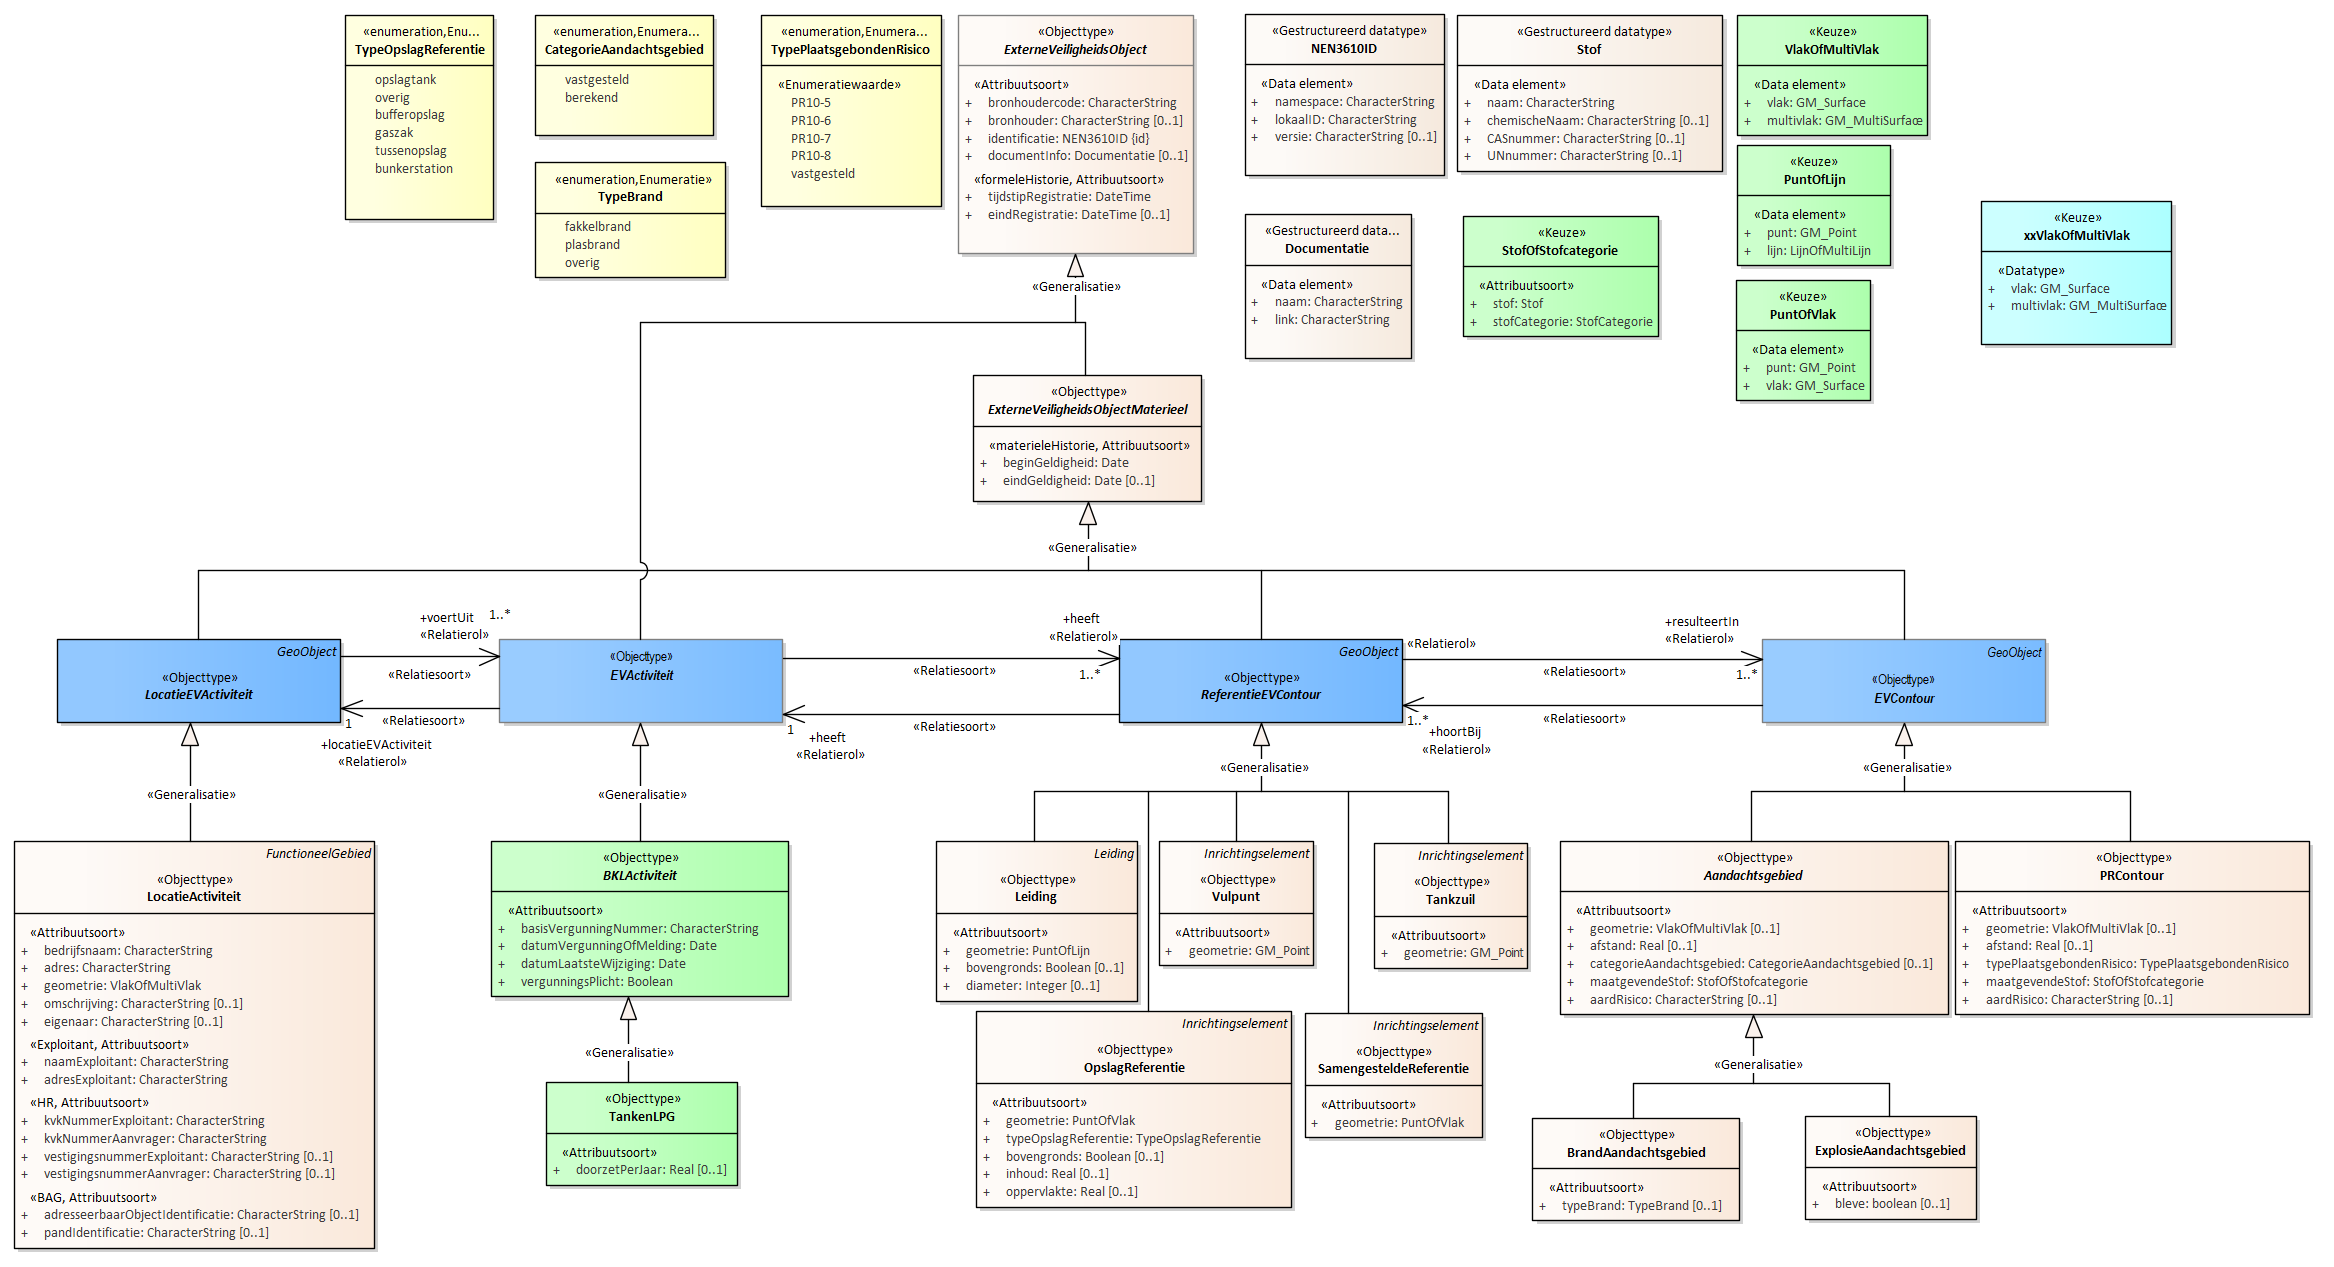 «enumeration,Enu...
TypeOpslagReferentie
opslagtank
overig
bufferopslag
gaszak
tussenopslag
bunkerstation
«enumeration,Enumera...
CategorieAandachtsgebied
vastgesteld
berekend
«enumeration,Enumeratie»
TypeBrand
fakkelbrand
plasbrand
overig
«enumeration,Enumera...
TypePlaatsgebondenRisico
«Enumeratiewaarde»
PR10-5
PR10-6
PR10-7
PR10-8
vastgesteld
«Objecttype»
ExterneVeiligheidsObject
«Attribuutsoort»
+ bronhoudercode: CharacterString
+ bronhouder: CharacterString [0..1]
+ identificatie: NEN3610ID {id}
+ documentInfo: Documentatie [0..1]
«formeleHistorie, Attribuutsoort»
+ tijdstipRegistratie: DateTime
+ eindRegistratie: DateTime [0..1]
«Gestructureerd datatype»
NEN3610ID
«Data element»
+ namespace: CharacterString
+ lokaalID: CharacterString
+ versie: CharacterString [0..1]
«Gestructureerd data...
Documentatie
«Data element»
+ naam: CharacterString
+ link: CharacterString
«Gestructureerd datatype»
Stof
«Data element»
+ naam: CharacterString
+ chemischeNaam: CharacterString [0..1]
+ CASnummer: CharacterString [0..1]
+ UNnummer: CharacterString [0..1]
«Keuze»
StofOfStofcategorie
«Attribuutsoort»
+ stof: Stof
+ stofCategorie: StofCategorie
«Keuze»
VlakOfMultiVlak
«Data element»
+ vlak: GM_Surface
+ multivlak: GM_MultiSurface
«Keuze»
PuntOfLijn
«Data element»
+ punt: GM_Point
+ lijn: LijnOfMultiLijn
«Keuze»
PuntOfVlak
«Data element»
+ punt: GM_Point
+ vlak: GM_Surface
«Keuze»
xxVlakOfMultiVlak
«Datatype»
+ vlak: GM_Surface
+ multivlak: GM_MultiSurface
«Generalisatie»
«Objecttype»
ExterneVeiligheidsObjectMaterieel
«materieleHistorie, Attribuutsoort»
+ beginGeldigheid: Date
+ eindGeldigheid: Date [0..1]
«Generalisatie»
GeoObject
«Objecttype»
LocatieEVActiviteit
+voertUit
1..*
«Relatierol»
«Relatiesoort»
«Relatiesoort»
1
+locatieEVActiviteit
«Relatierol»
«Objecttype»
EVActiviteit
+heeft
«Relatierol»
«Relatiesoort»
1..*
«Relatiesoort»
1
+heeft
«Relatierol»
GeoObject
«Objecttype»
ReferentieEVContour
«Relatierol»
+resulteertIn
«Relatierol»
«Relatiesoort»
1..*
«Relatiesoort»
1..*
+hoortBij
«Relatierol»
GeoObject
«Objecttype»
EVContour
«Generalisatie»
«Generalisatie»
«Generalisatie»
«Generalisatie»
FunctioneelGebied
«Objecttype»
LocatieActiviteit
«Attribuutsoort»
+ bedrijfsnaam: CharacterString
+ adres: CharacterString
+ geometrie: VlakOfMultiVlak
+ omschrijving: CharacterString [0..1]
+ eigenaar: CharacterString [0..1]
«Exploitant, Attribuutsoort»
+ naamExploitant: CharacterString
+ adresExploitant: CharacterString
«HR, Attribuutsoort»
+ kvkNummerExploitant: CharacterString
+ kvkNummerAanvrager: CharacterString
+ vestigingsnummerExploitant: CharacterString [0..1]
+ vestigingsnummerAanvrager: CharacterString [0..1]
«BAG, Attribuutsoort»
+ adresseerbaarObjectIdentificatie: CharacterString [0..1]
+ pandIdentificatie: CharacterString [0..1]
«Objecttype»
BKLActiviteit
«Attribuutsoort»
+ basisVergunningNummer: CharacterString
+ datumVergunningOfMelding: Date
+ datumLaatsteWijziging: Date
+ vergunningsPlicht: Boolean
«Generalisatie»
«Objecttype»
TankenLPG
«Attribuutsoort»
+ doorzetPerJaar: Real [0..1]
Leiding
«Objecttype»
Leiding
«Attribuutsoort»
+ geometrie: PuntOfLijn
+ bovengronds: Boolean [0..1]
+ diameter: Integer [0..1]
Inrichtingselement
«Objecttype»
Vulpunt
«Attribuutsoort»
+ geometrie: GM_Point
Inrichtingselement
«Objecttype»
Tankzuil
«Attribuutsoort»
+ geometrie: GM_Point
Inrichtingselement
«Objecttype»
OpslagReferentie
«Attribuutsoort»
+ geometrie: PuntOfVlak
+ typeOpslagReferentie: TypeOpslagReferentie
+ bovengronds: Boolean [0..1]
+ inhoud: Real [0..1]
+ oppervlakte: Real [0..1]
Inrichtingselement
«Objecttype»
SamengesteldeReferentie
«Attribuutsoort»
+ geometrie: PuntOfVlak
«Objecttype»
Aandachtsgebied
«Attribuutsoort»
+ geometrie: VlakOfMultiVlak [0..1]
+ afstand: Real [0..1]
+ categorieAandachtsgebied: CategorieAandachtsgebied [0..1]
+ maatgevendeStof: StofOfStofcategorie
+ aardRisico: CharacterString [0..1]
«Objecttype»
PRContour
«Attribuutsoort»
+ geometrie: VlakOfMultiVlak [0..1]
+ afstand: Real [0..1]
+ typePlaatsgebondenRisico: TypePlaatsgebondenRisico
+ maatgevendeStof: StofOfStofcategorie
+ aardRisico: CharacterString [0..1]
«Generalisatie»
«Objecttype»
BrandAandachtsgebied
«Attribuutsoort»
+ typeBrand: TypeBrand [0..1]
«Objecttype»
ExplosieAandachtsgebied
«Attribuutsoort»
+ bleve: boolean [0..1]